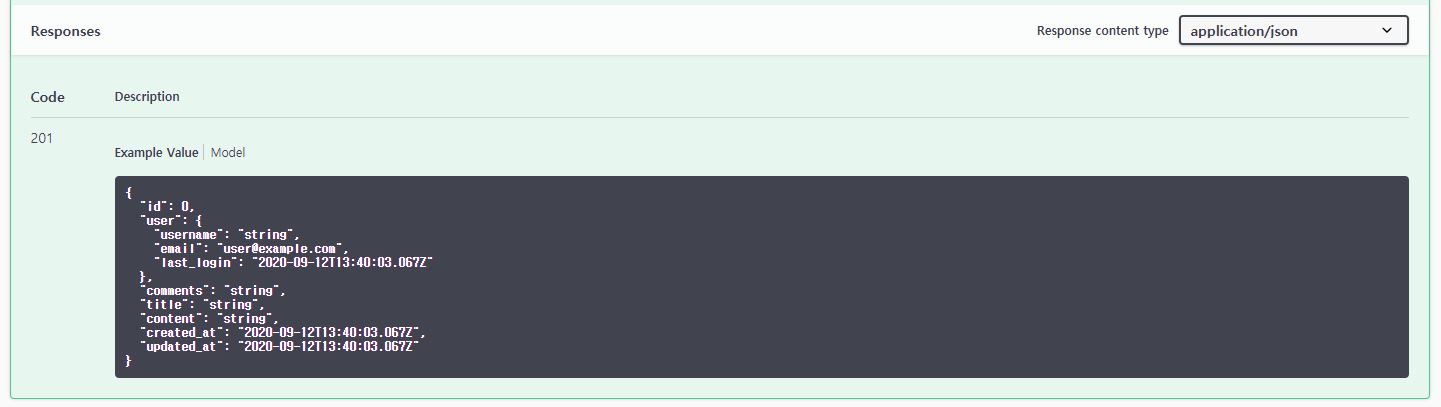 Responses
Response content type
application/json
Code Description
201
Example Value Model
{
  "id": 0,
  "user": {
    "username": "string",
    "email": "user@example.com",
    "last_login": "2020-09-12T13:40:03.067Z"
  },
  "comments": "string",
  "title": "string",
  "content": "string",
  "created_at": "2020-09-12T13:40:03.067Z",
  "updated_at": "2020-09-12T13:40:03.067Z"
}